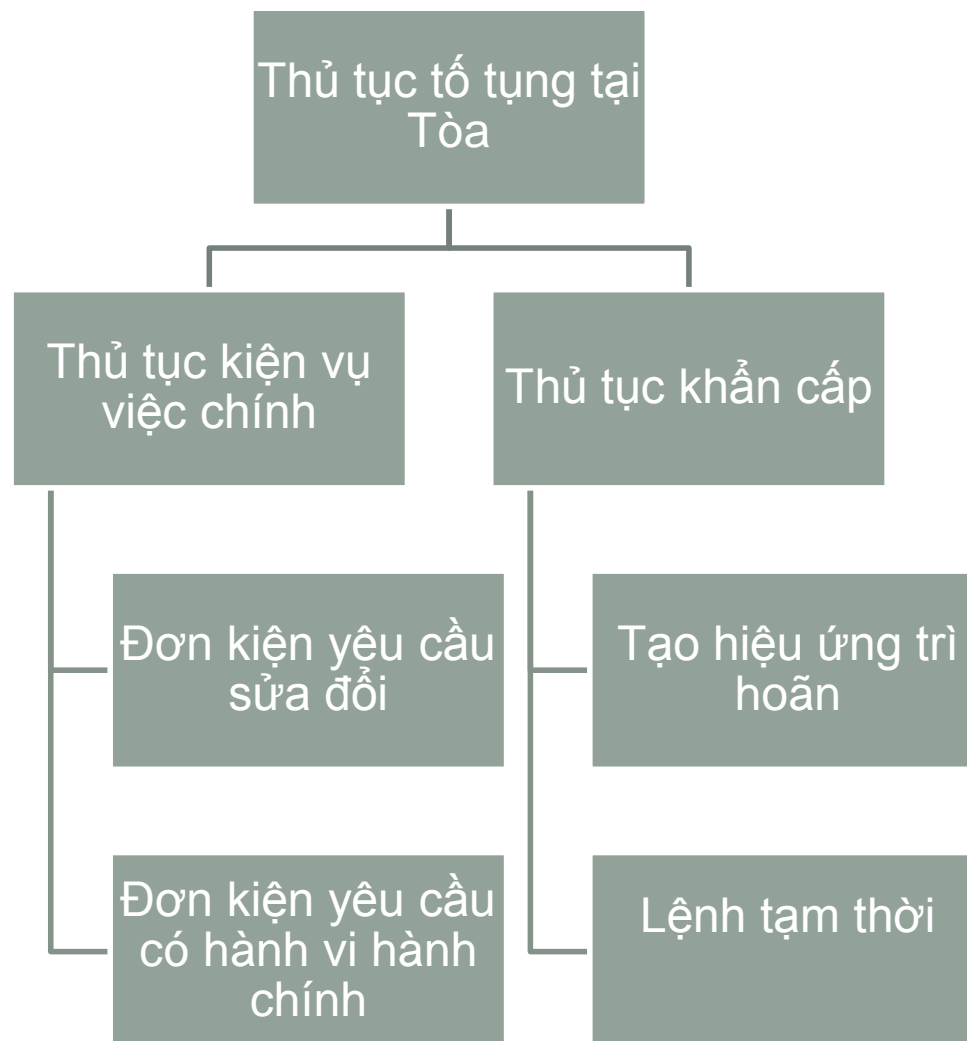 Thủ tục tố tụng tại
Tòa
Thủ tục kiện vụ
việc chính
Thủ tục khẩn cấp
Đơn kiện yêu cầu
sửa đổi
Tạo hiệu ứng trì
hoãn
Đơn kiện yêu cầu
có hành vi hành
chính
Lệnh tạm thời